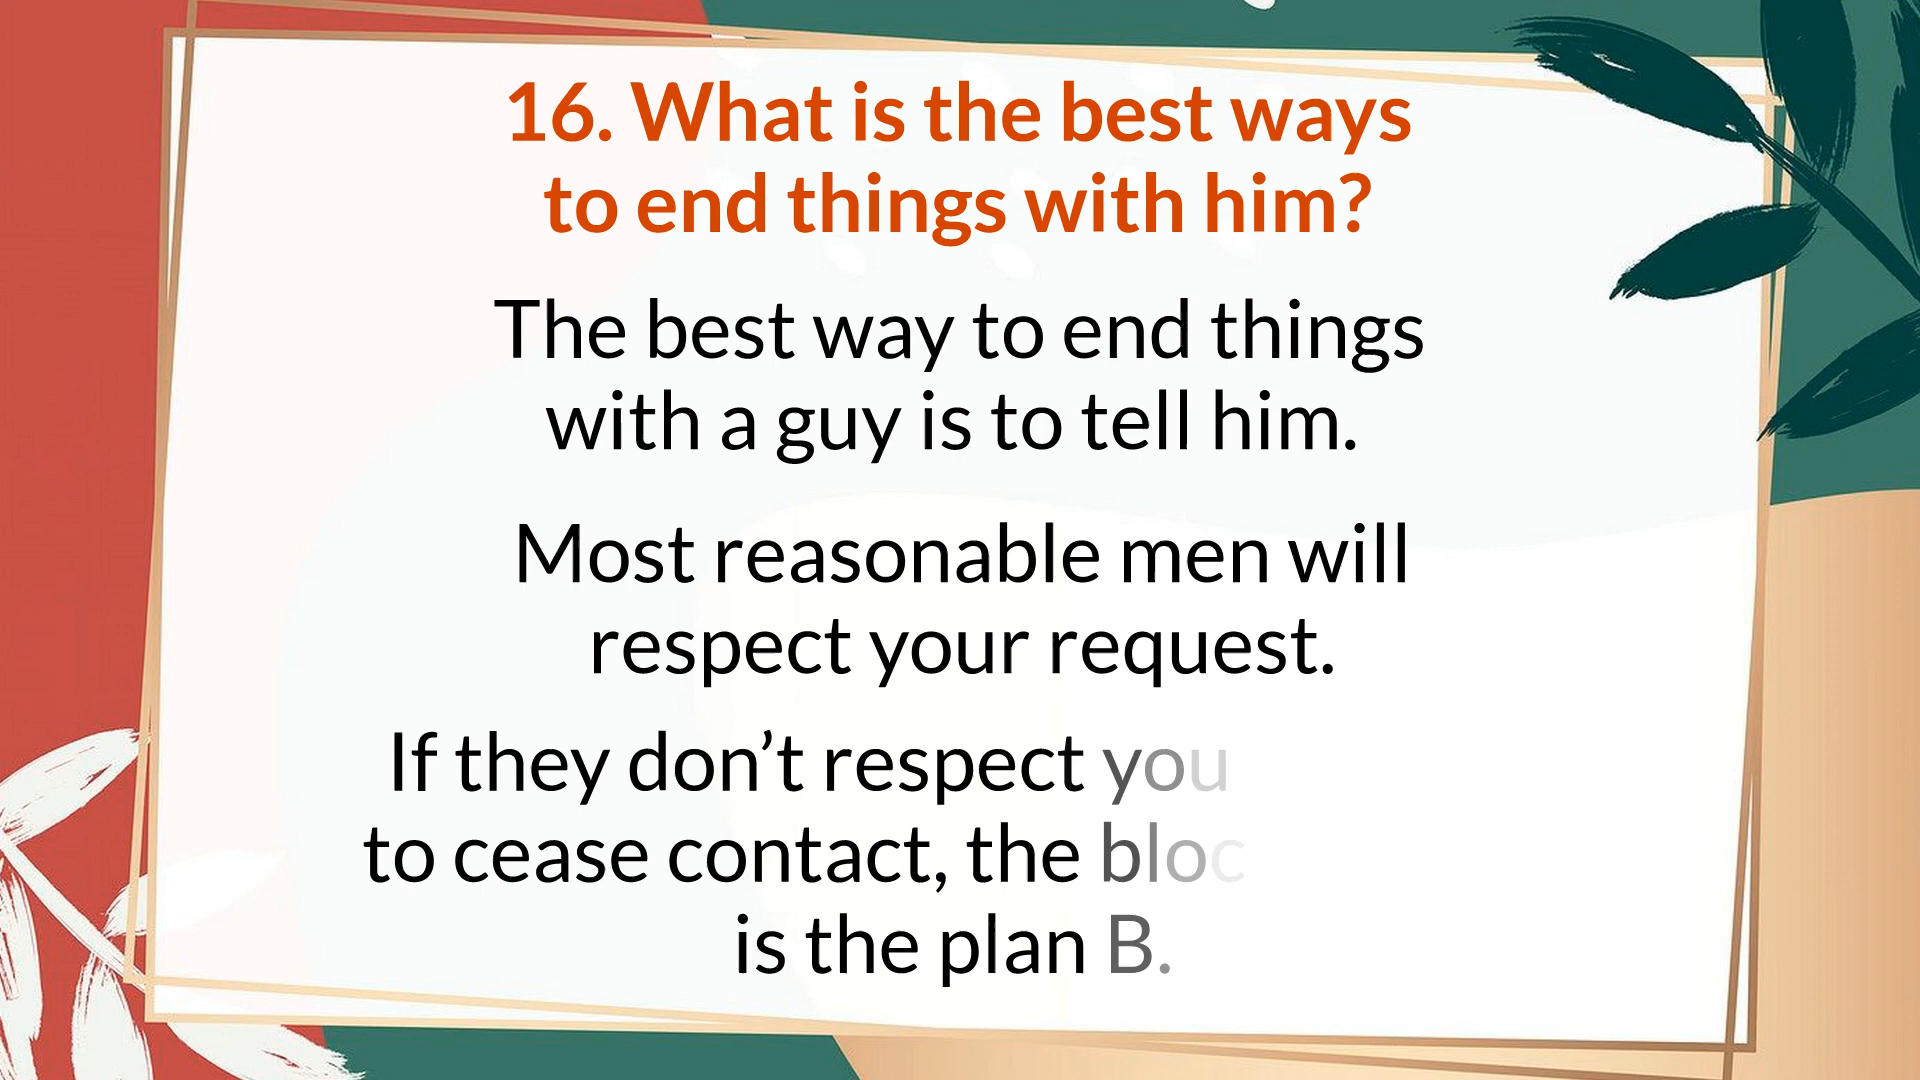 16. What is the best ways
to end things with him?
The best way to end things
with a guy is to tell him.
Most reasonable men will
respect your request.
If they don’t respect you
to cease contact, the bloc
is the plan B.